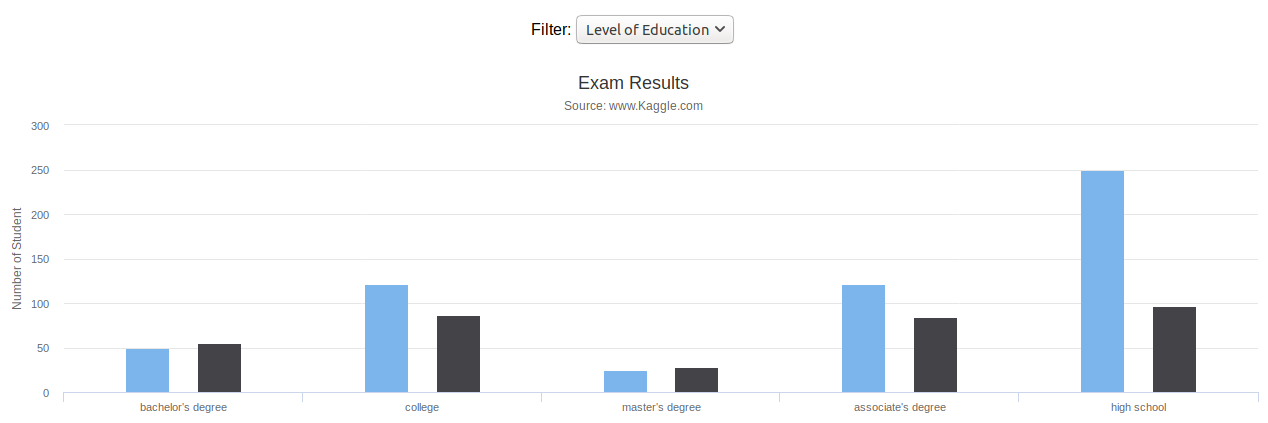 Filter: Level of Education
Exam Results
Source: www.Kaggle.com
Number of Student
300
250
200
150
100
50
0
bachelor's degree
college
master's degree
associate's degree
high school